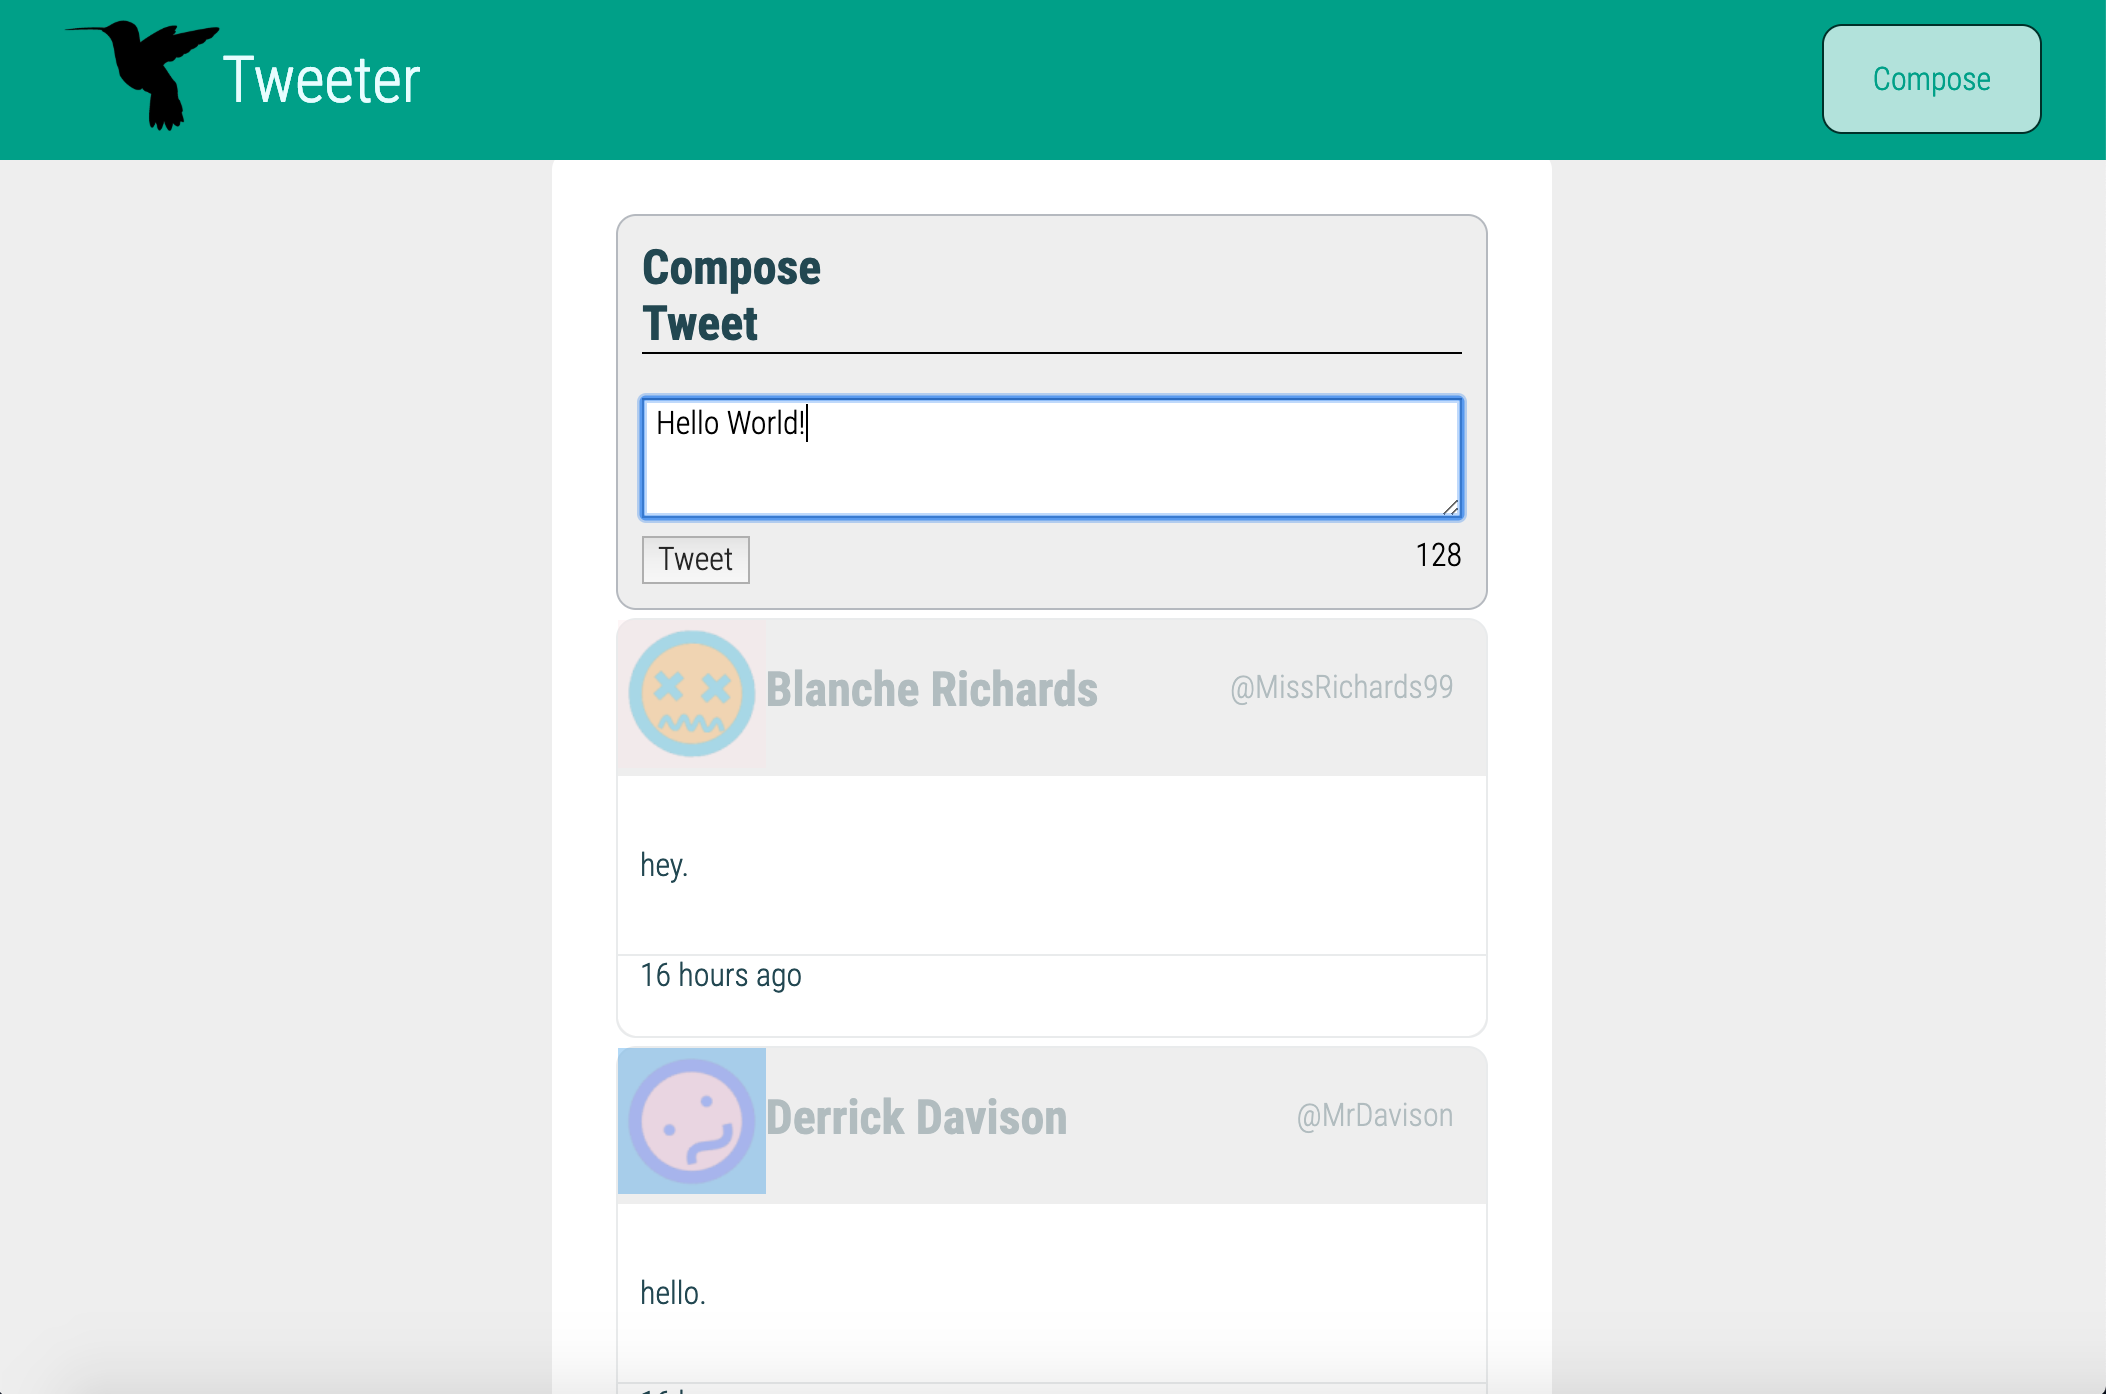 Tweeter
Compose
Compose
Tweet
Hello World!
Tweet
128
Blanche Richards
@MissRichards99
hey.
16 hours ago
Derrick Davison
@MrDavison
hello.